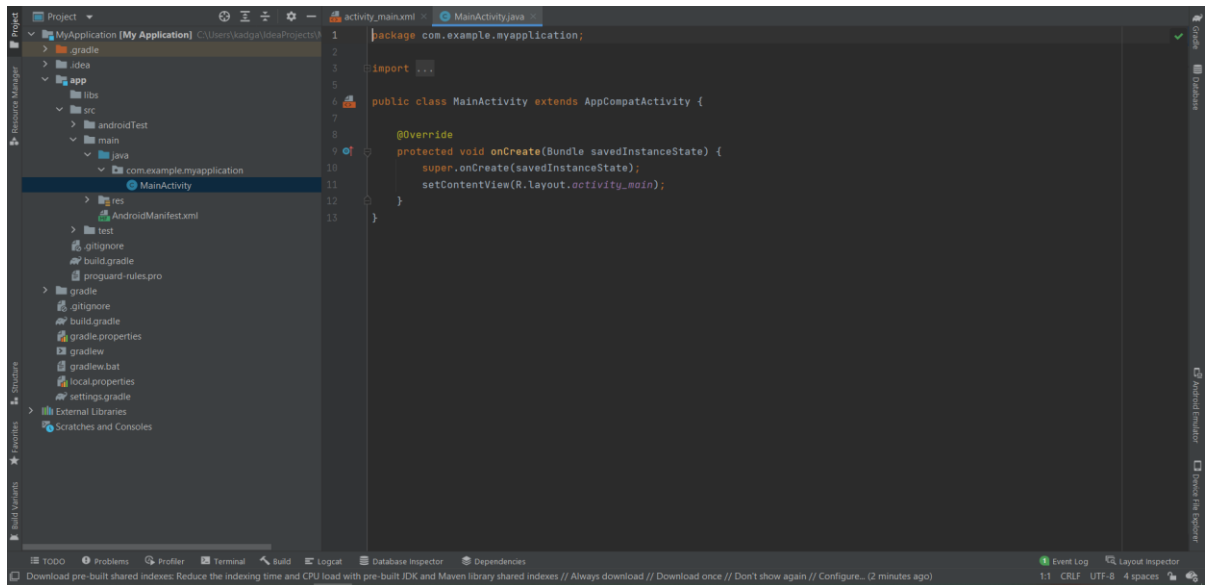 Project
activity_main.xml
MainActivity.java
MyApplication [My Application] C:\Users\kadga\IdeaProjects\
.gradle
.idea
app
libs
src
androidTest
main
java
com.example.myapplication
MainActivity
res
AndroidManifest.xml
test
.gitignore
build.gradle
proguard-rules.pro
gradle
.gitignore
build.gradle
gradle.properties
gradlew
gradlew.bat
local.properties
settings.gradle
External Libraries
Scratches and Consoles
1 package com.example.myapplication;
2
3 import ...
5
6 public class MainActivity extends AppCompatActivity {
7
8 @Override
9 protected void onCreate(Bundle savedInstanceState) {
10 super.onCreate(savedInstanceState);
11 setContentView(R.layout.activity_main);
12 }
13 }
Project
Resource Manager
Structure
Favorites
Build Variants
Gradle
Database
Android Emulator
Device File Explorer
TODO Problems Profiler Terminal Build Logcat Database Inspector Dependencies
1 Event Log Layout Inspector
Download pre-built shared indexes: Reduce the indexing time and CPU load with pre-built JDK and Maven library shared indexes // Always download // Download once // Don't show again // Configure... (2 minutes ago)
1:1 CRLF UTF-8 4 spaces